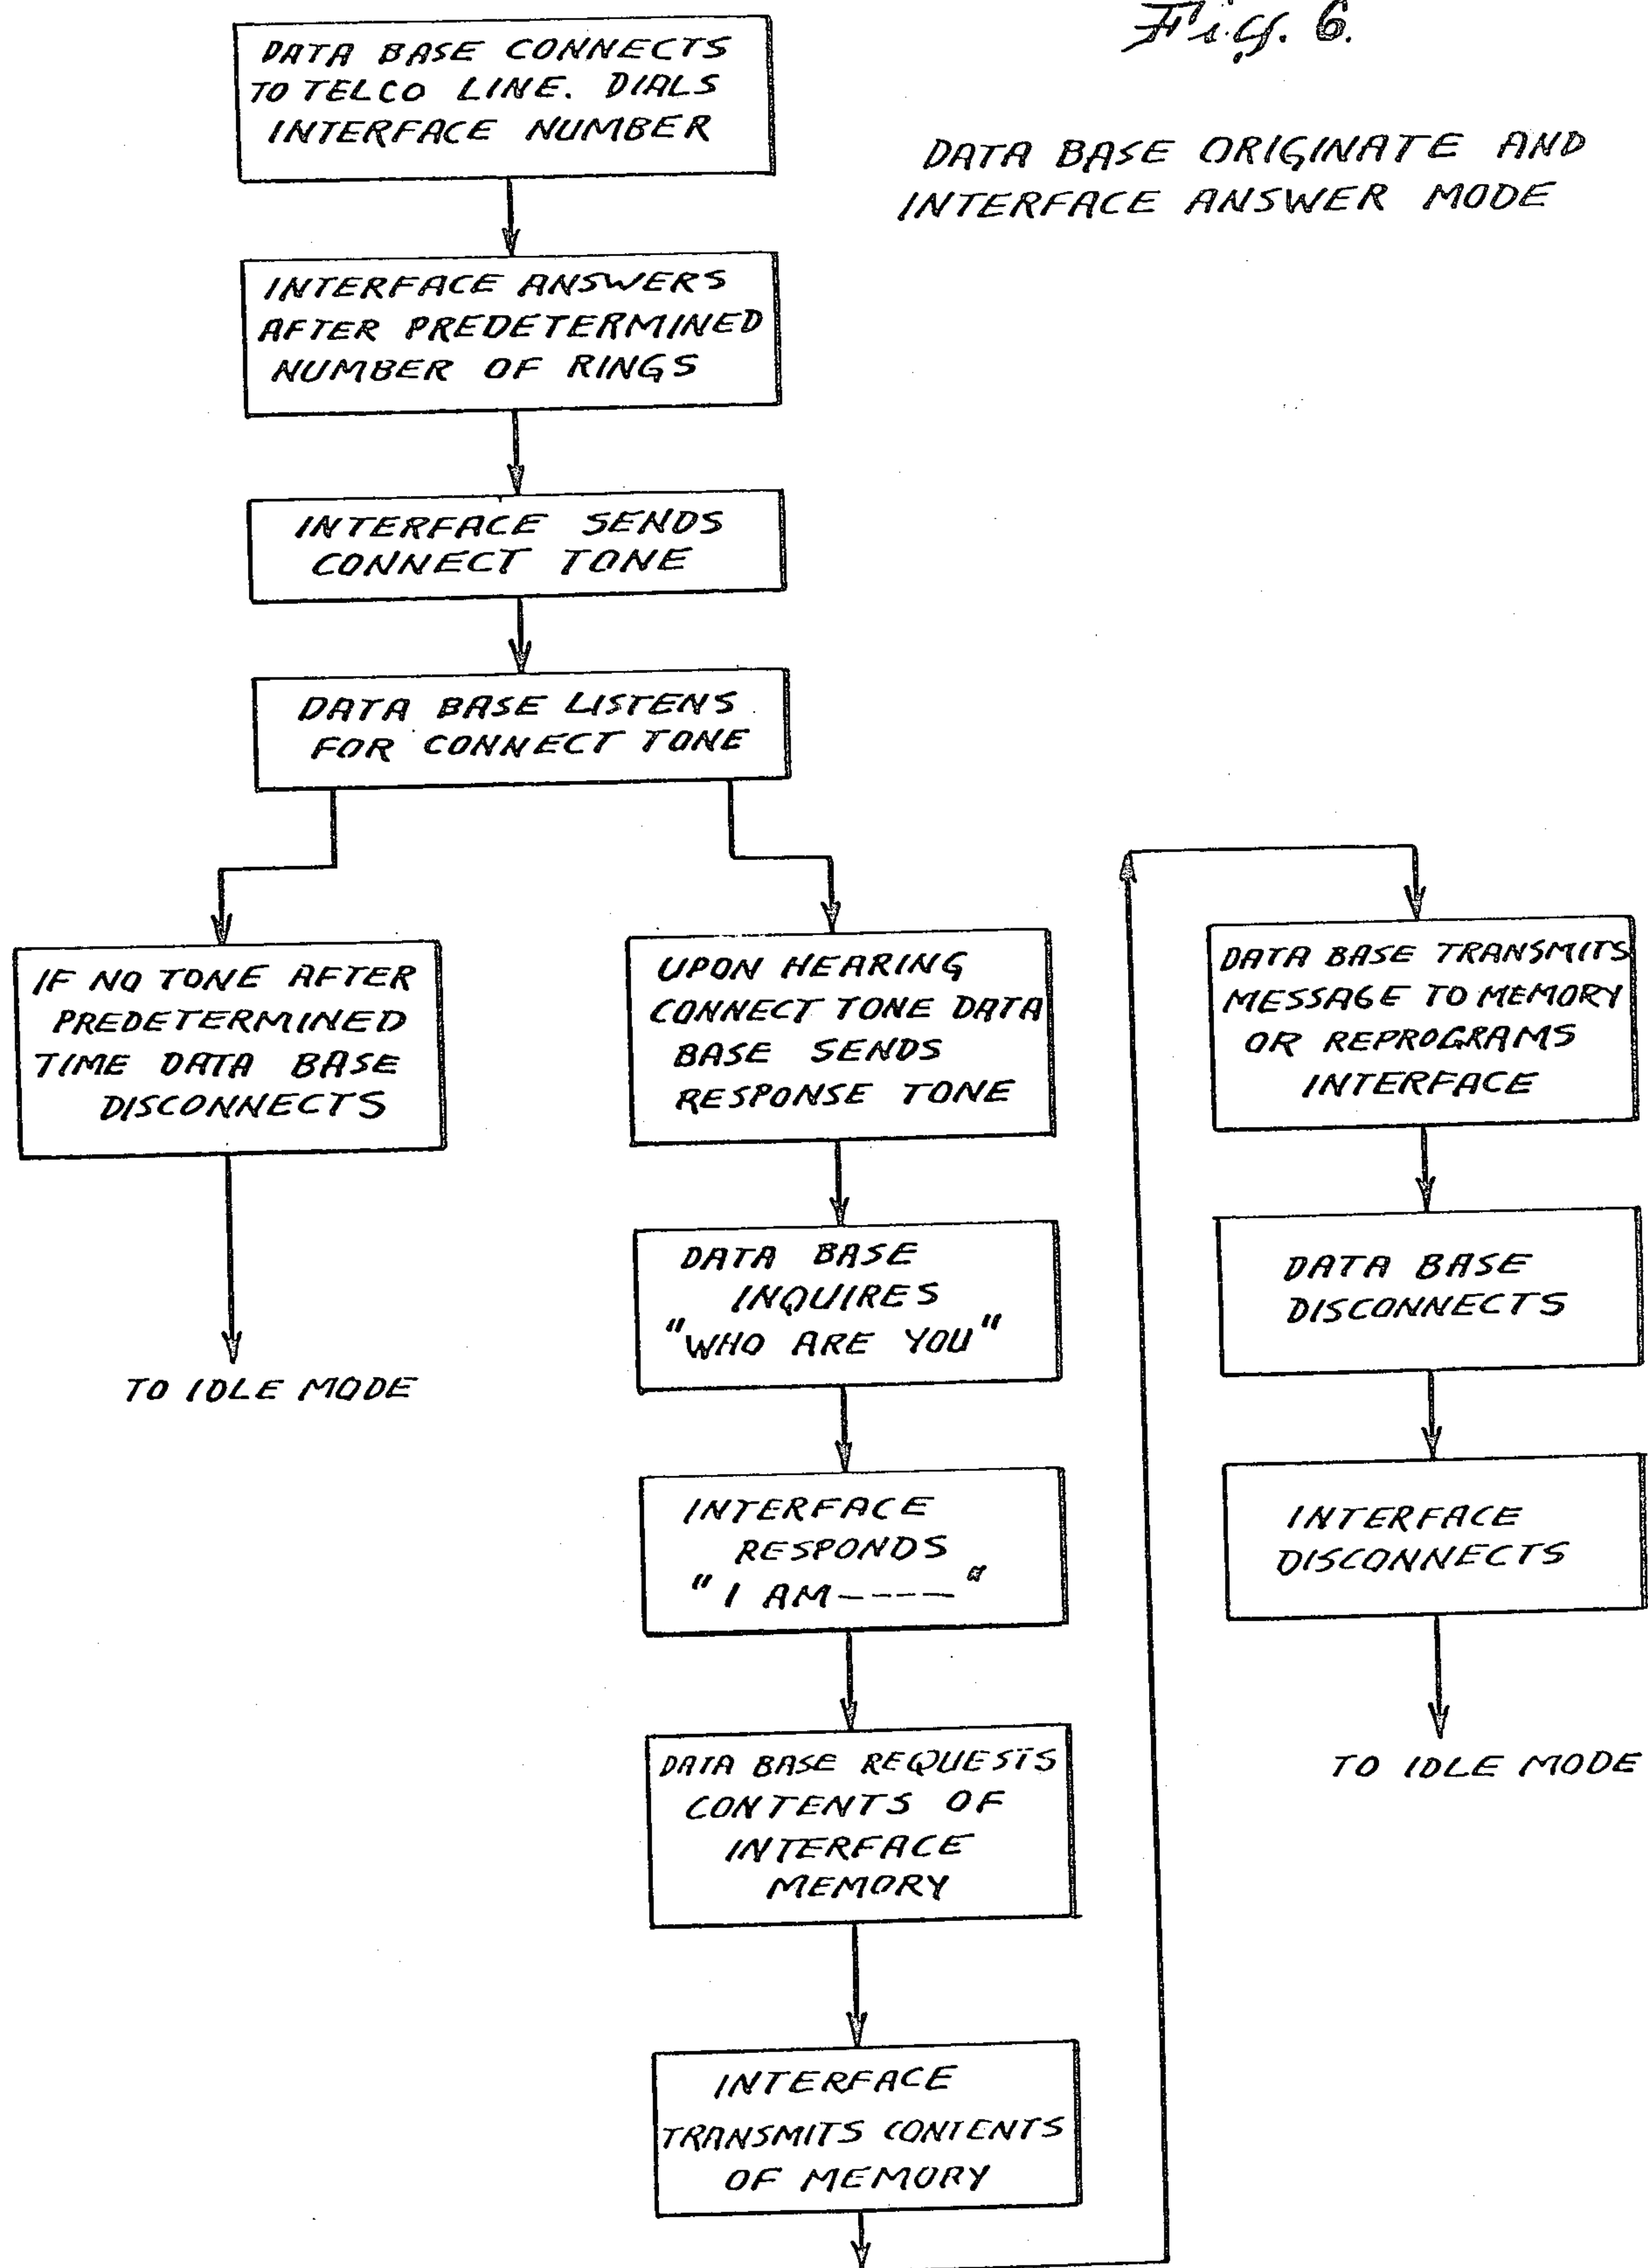 Fig. 6.
DATA BASE ORIGINATE AND
INTERFACE ANSWER MODE
DATA BASE CONNECTS
TO TELCO LINE. DIALS
INTERFACE NUMBER
INTERFACE ANSWERS
AFTER PREDETERMINED
NUMBER OF RINGS
INTERFACE SENDS
CONNECT TONE
DATA BASE LISTENS
FOR CONNECT TONE
IF NO TONE AFTER
PREDETERMINED
TIME DATA BASE
DISCONNECTS
TO IDLE MODE
UPON HEARING
CONNECT TONE DATA
BASE SENDS
RESPONSE TONE
DATA BASE
INQUIRES
"WHO ARE YOU"
INTERFACE
RESPONDS
"I AM ----"
DATA BASE REQUESTS
CONTENTS OF
INTERFACE
MEMORY
INTERFACE
TRANSMITS CONTENTS
OF MEMORY
DATA BASE TRANSMITS
MESSAGE TO MEMORY
OR REPROGRAMS
INTERFACE
DATA BASE
DISCONNECTS
INTERFACE
DISCONNECTS
TO IDLE MODE